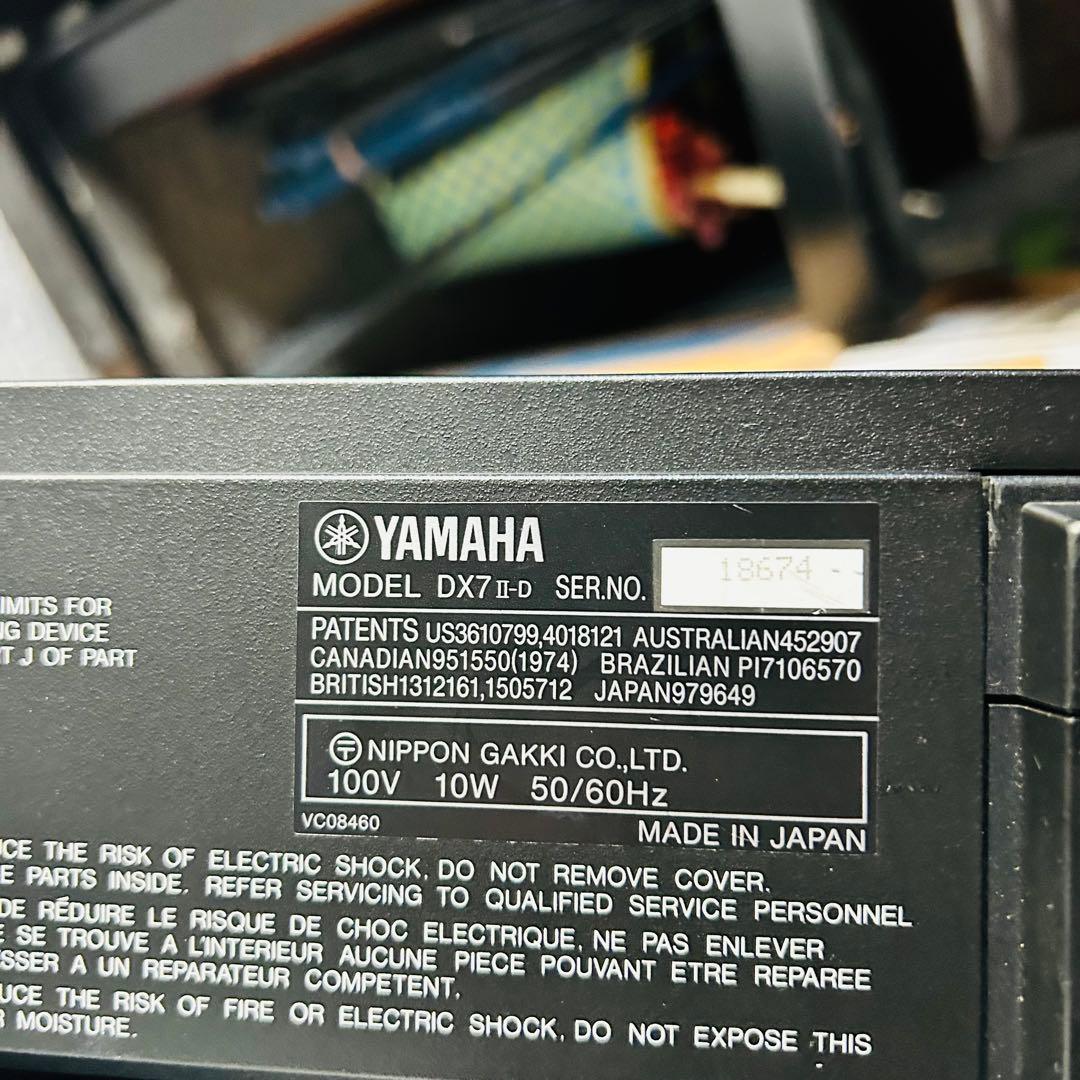 YAMAHA
MODEL DX7 II-D SER.NO. 18674
PATENTS US3610799,4018121 AUSTRALIAN452907
CANADIAN951550(1974) BRAZILIAN PI7106570
BRITISH1312161,1505712 JAPAN979649
NIPPON GAKKI CO.,LTD.
100V 10W 50/60Hz
VC08460 MADE IN JAPAN
IMITS FOR
NG DEVICE
T J OF PART
UCE THE RISK OF ELECTRIC SHOCK, DO NOT REMOVE COVER.
E PARTS INSIDE. REFER SERVICING TO QUALIFIED SERVICE PERSONNEL
DE RÉDUIRE LE RISQUE DE CHOC ELECTRIQUE, NE PAS ENLEVER
E SE TROUVE A L'INTERIEUR AUCUNE PIECE POUVANT ETRE REPAREE
SSER A UN REPARATEUR COMPETENT.
UCE THE RISK OF FIRE OR ELECTRIC SHOCK, DO NOT EXPOSE THIS
R MOISTURE.